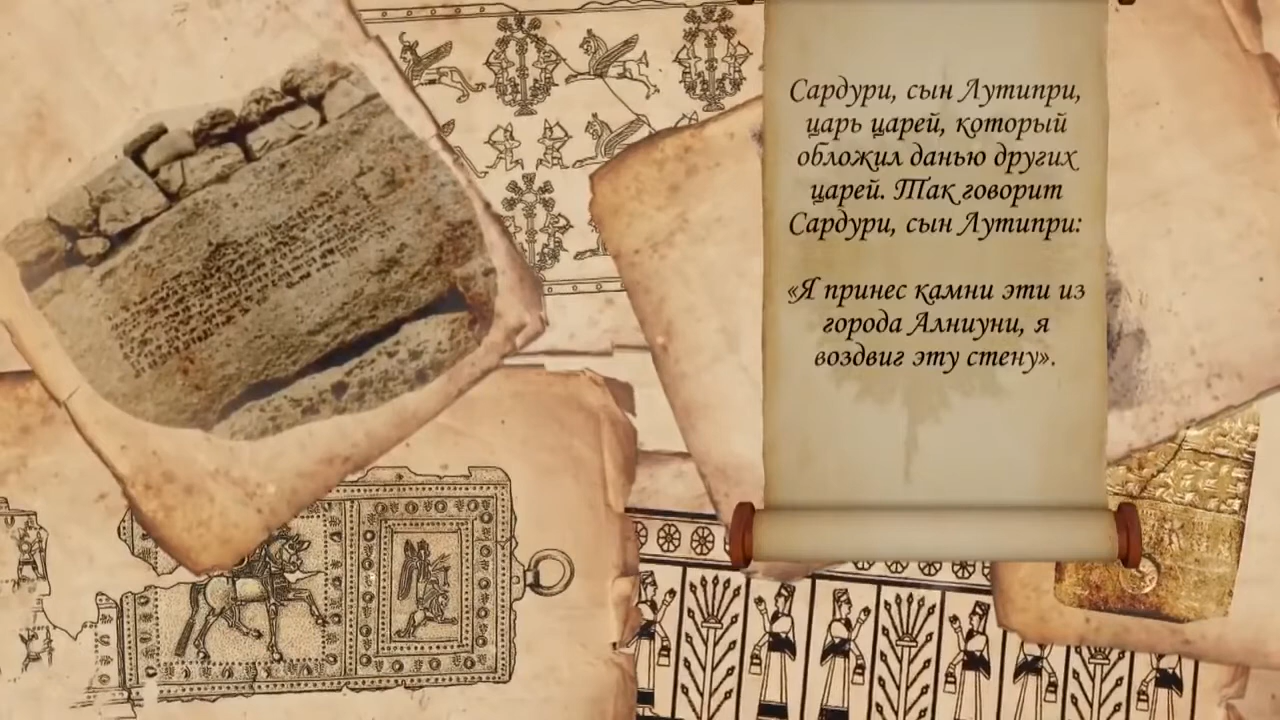 Сардури, сын Лутипри,
царь царей, который
обложил данью других
царей. Так говорит
Сардури, сын Лутипри:
«Я принес камни эти из
города Алниуни, я
воздвиг эту стену».